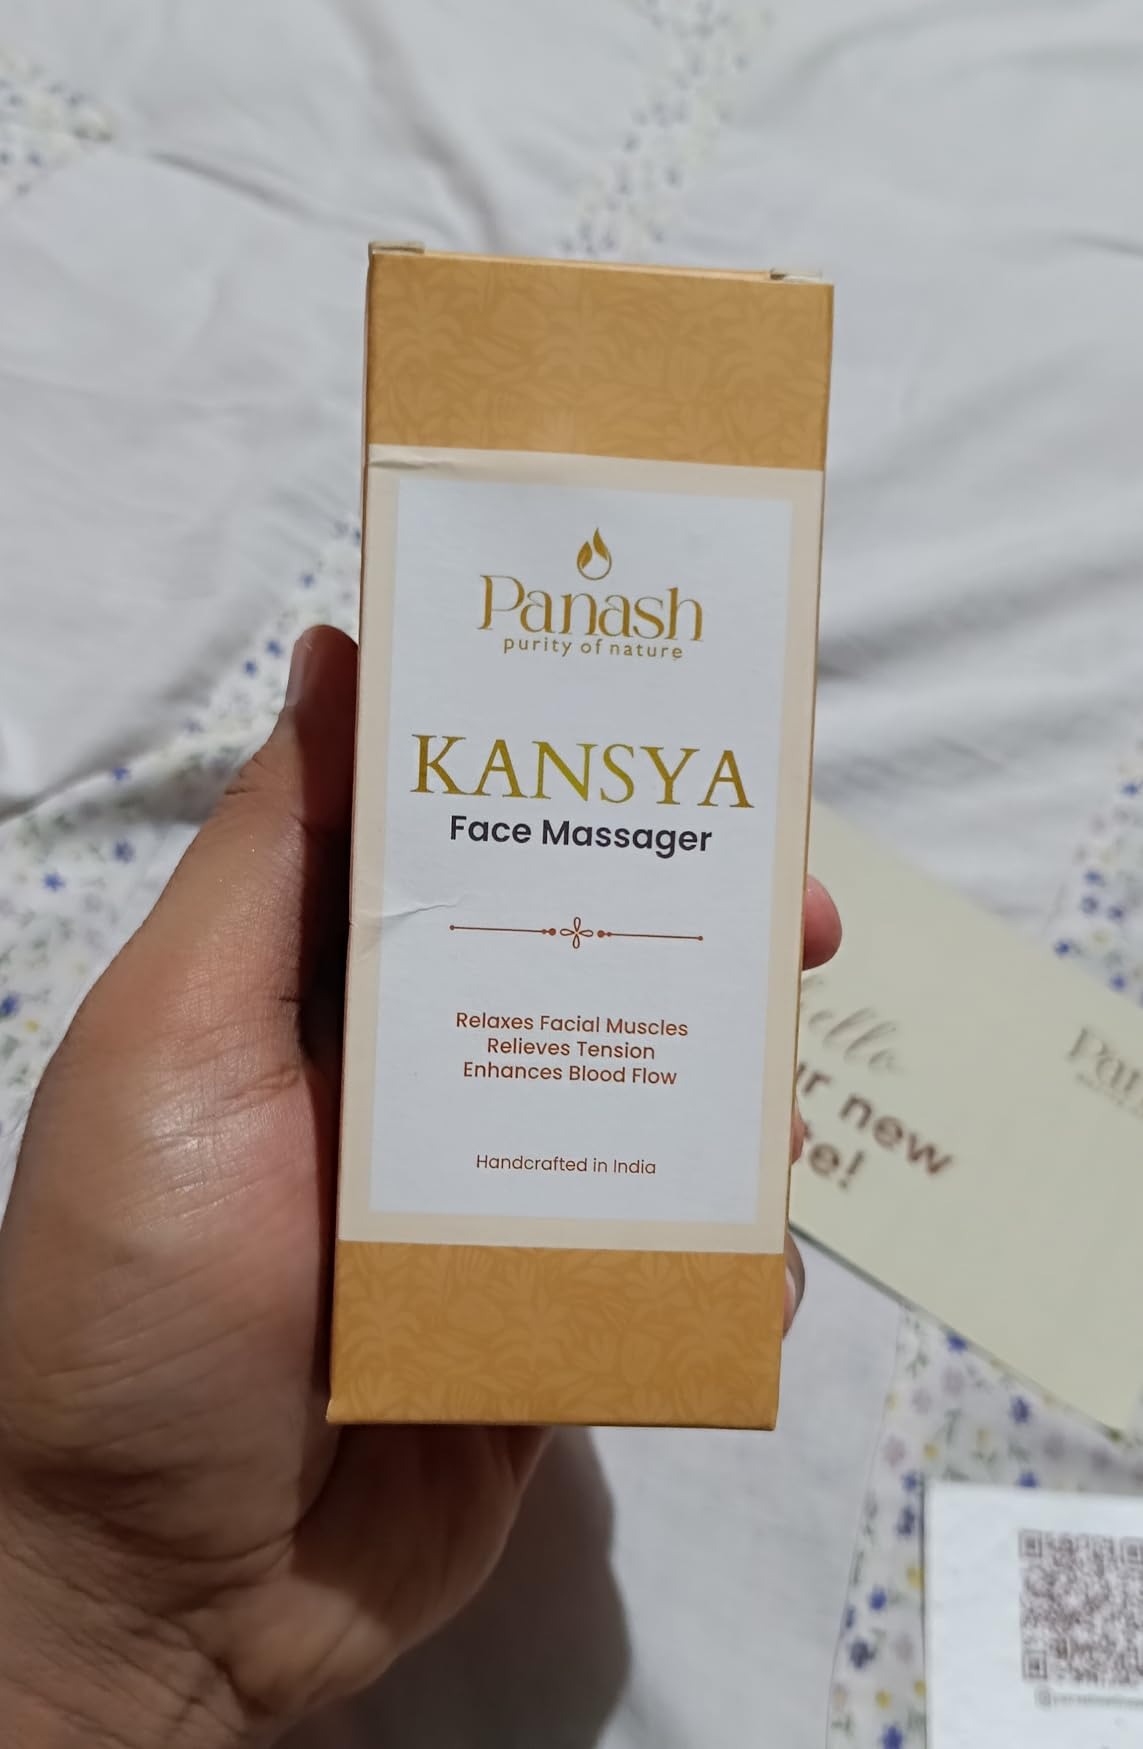 Panash
purity of nature
KANSYA
Face Massager
Relaxes Facial Muscles
Relieves Tension
Enhances Blood Flow
Handcrafted in India
new